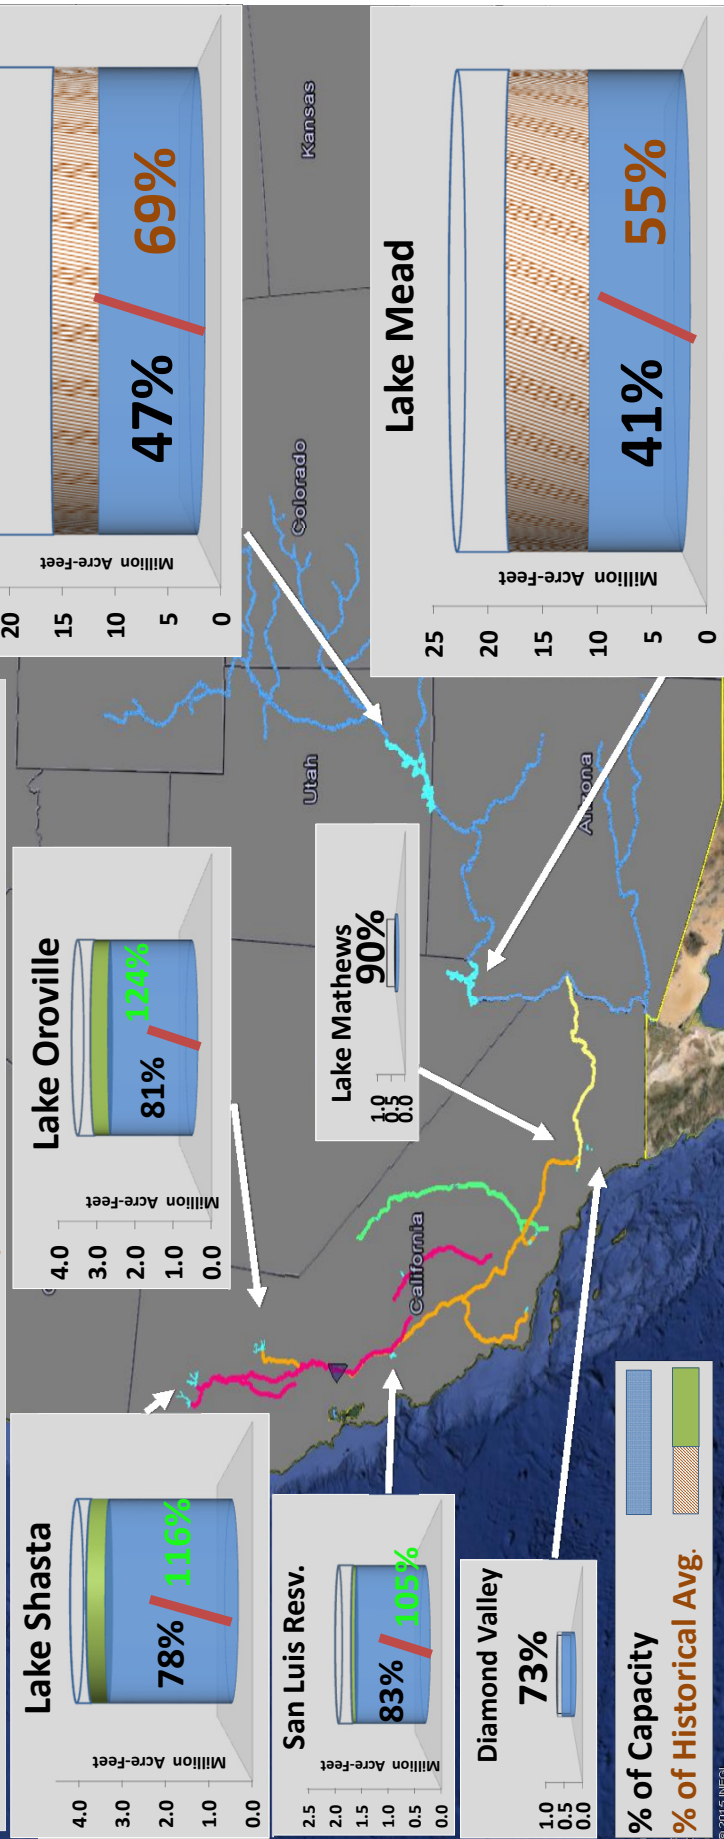 Lake Shasta
Million Acre-Feet
4.0
3.0
2.0
1.0
0.0
78%
116%
San Luis Resv.
Million Acre-Feet
2.5
2.0
1.5
1.0
0.5
0.0
83%
105%
Diamond Valley
1.0
0.5
0.0
73%
% of Capacity
% of Historical Avg.
Lake Oroville
Million Acre-Feet
4.0
3.0
2.0
1.0
0.0
81%
124%
Lake Mathews
1.0
0.5
0.0
90%
California
Utah
Arizona
Colorado
Kansas
20
15
10
5
0
Million Acre-Feet
47%
69%
Lake Mead
25
20
15
10
5
0
Million Acre-Feet
41%
55%